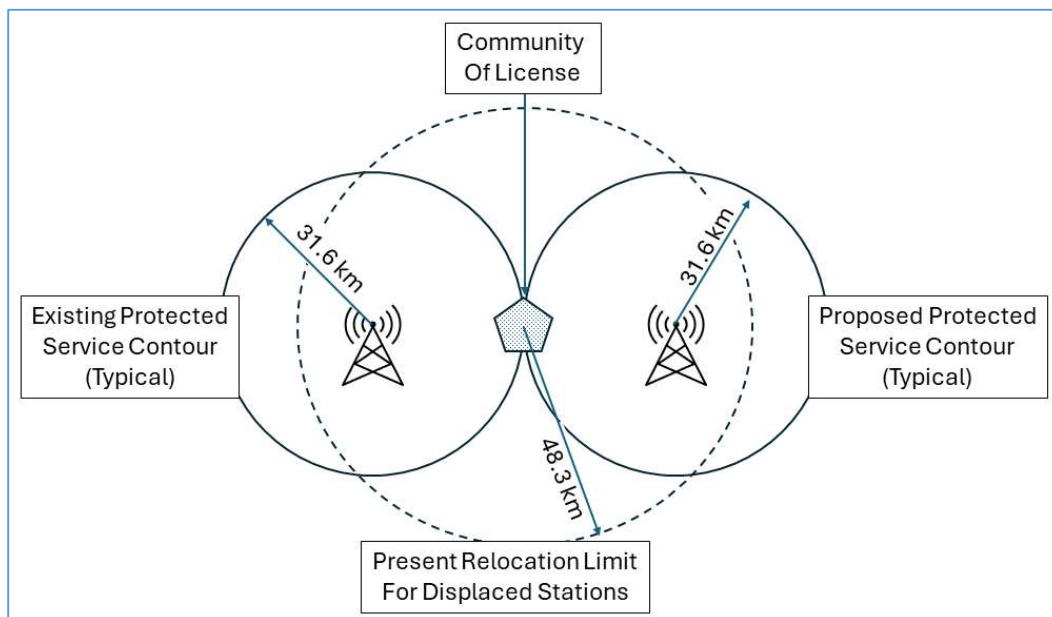 Community
Of License
31.6 km
31.6 km
Existing Protected
Service Contour
(Typical)
Proposed Protected
Service Contour
(Typical)
48.3 km
Present Relocation Limit
For Displaced Stations